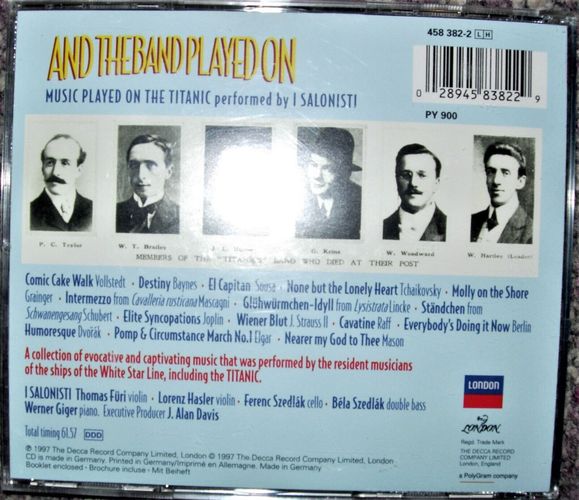 458 382-2 LH
AND THE BAND PLAYED ON
MUSIC PLAYED ON THE TITANIC performed by I SALONISTI
0 28945 83822 9
PY 900
P. C. Taylor W. T. Brailey G. Krins W. Woodward W. Hartley (Leader)
MEMBERS OF THE "TITANIC'S" BAND WHO DIED AT THEIR POST
Comic Cake Walk Vollstedt · Destiny Baynes · El Capitan Sousa · None but the Lonely Heart Tchaikovsky · Molly on the Shore
Grainger · Intermezzo from Cavalleria rusticana Mascagni · Glühwürmchen-Idyll from Lysistrata Lincke · Ständchen from
Schwanengesang Schubert · Elite Syncopations Joplin · Wiener Blut J. Strauss II · Cavatine Raff · Everybody's Doing it Now Berlin
Humoresque Dvořák · Pomp & Circumstance March No.1 Elgar · Nearer my God to Thee Mason
A collection of evocative and captivating music that was performed by the resident musicians
of the ships of the White Star Line, including the TITANIC.
I SALONISTI Thomas Füri violin · Lorenz Hasler violin · Ferenc Szedlák cello · Béla Szedlák double bass
Werner Giger piano. Executive Producer J. Alan Davis
Total timing 61.57 DDD
℗ 1997 The Decca Record Company Limited, London © 1997 The Decca Record Company Limited, London
CD is made in Germany. Printed in Germany/Imprimé en Allemagne. Made in Germany
Booklet enclosed · Brochure incluse · Mit Beiheft
LONDON
LONDON
Regd. Trade Mark
THE DECCA RECORD
COMPANY LIMITED
London, England
a PolyGram company